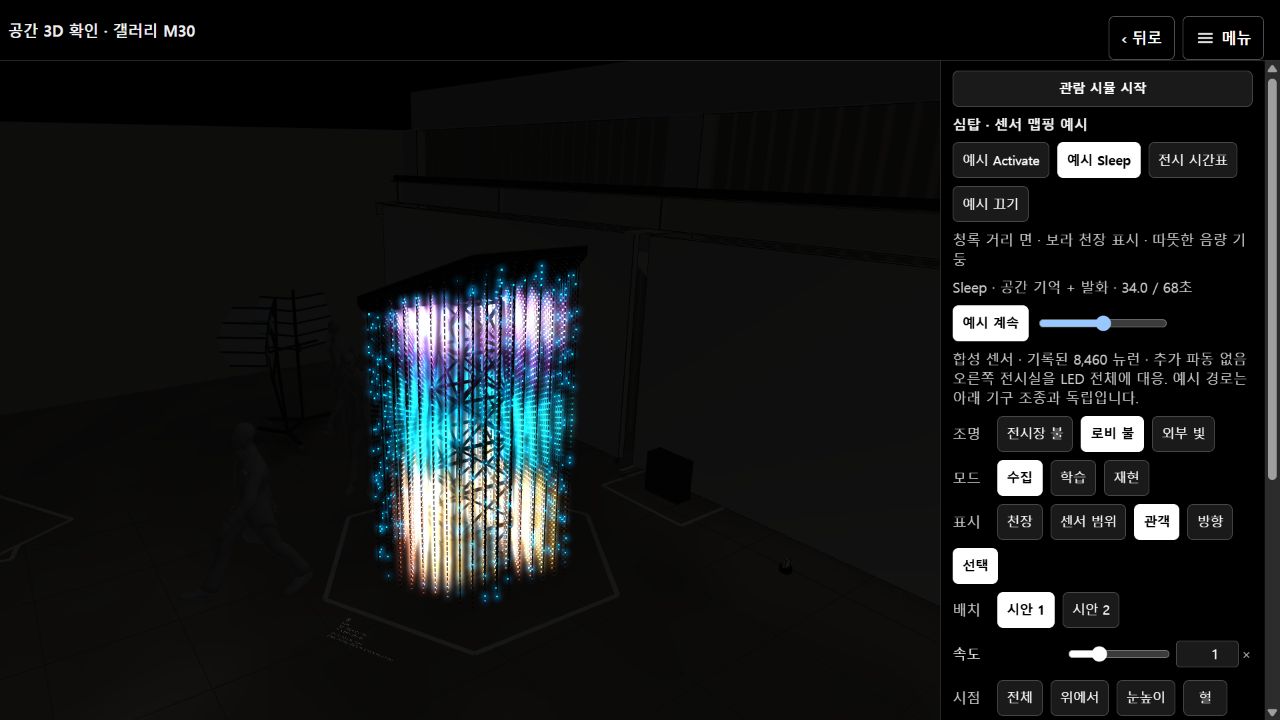 공간 3D 확인 · 갤러리 M30
‹ 뒤로
메뉴
관람 시뮬 시작
심탑 · 센서 맵핑 예시
예시 Activate
예시 Sleep
전시 시간표
예시 끄기
청록 거리 면 · 보라 천장 표시 · 따뜻한 음량 기
둥
Sleep · 공간 기억 + 발화 · 34.0 / 68초
예시 계속
합성 센서 · 기록된 8,460 뉴런 · 추가 파동 없음
오른쪽 전시실을 LED 전체에 대응. 예시 경로는
아래 기구 조종과 독립입니다.
조명 전시장 불 로비 불 외부 빛
모드 수집 학습 재현
표시 천장 센서 범위 관객 방향
선택
배치 시안 1 시안 2
속도 1 ×
시점 전체 위에서 눈높이 혈